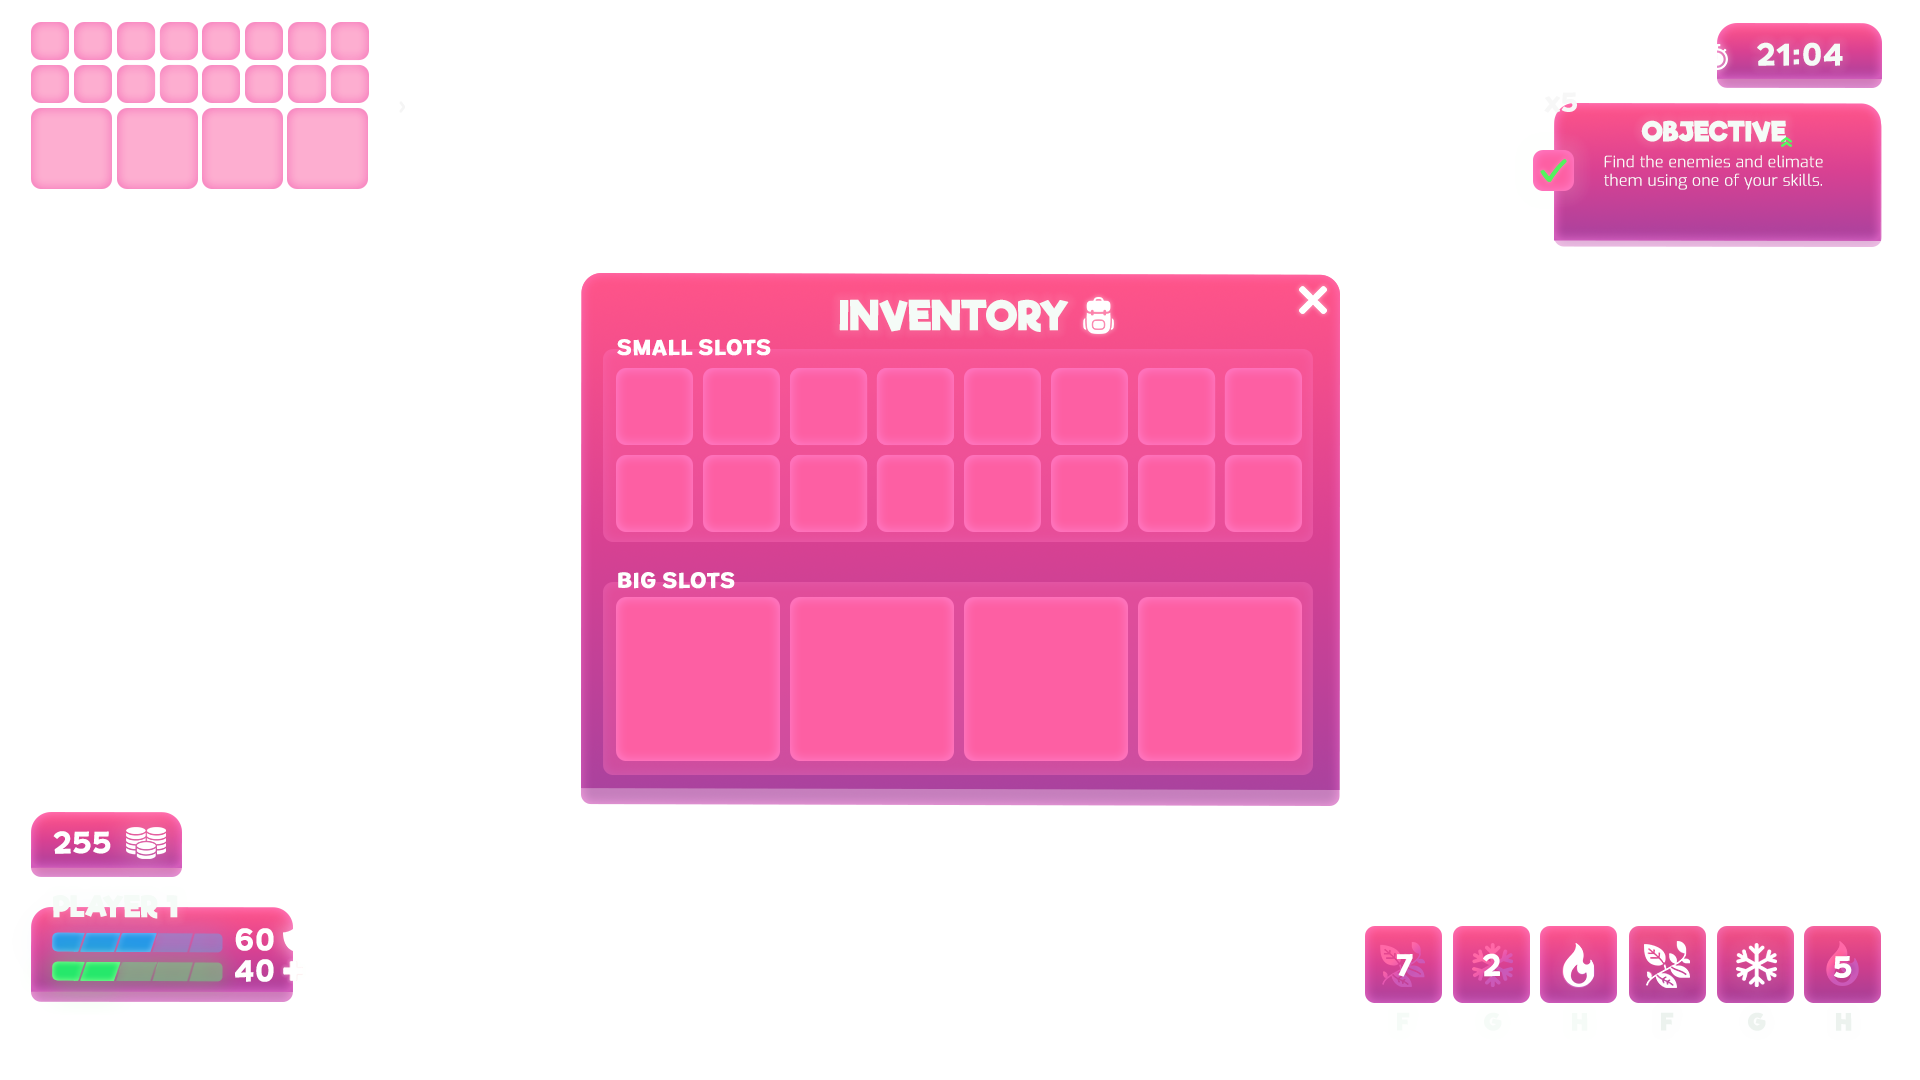 21:04
x5
OBJECTIVE
Find the enemies and elimate
them using one of your skills.
INVENTORY
SMALL SLOTS
BIG SLOTS
255
PLAYER 1
60
40
7 2 5
F G H F G H